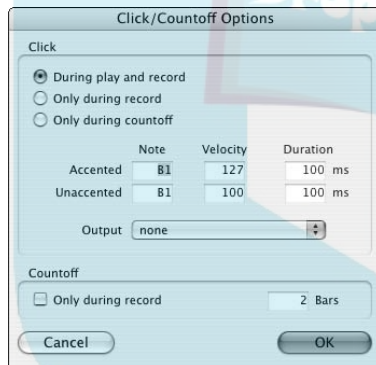 Click/Countoff Options
Click
During play and record
Only during record
Only during countoff
Note Velocity Duration
Accented B1 127 100 ms
Unaccented B1 100 100 ms
Output none
Countoff
Only during record 2 Bars
Cancel OK